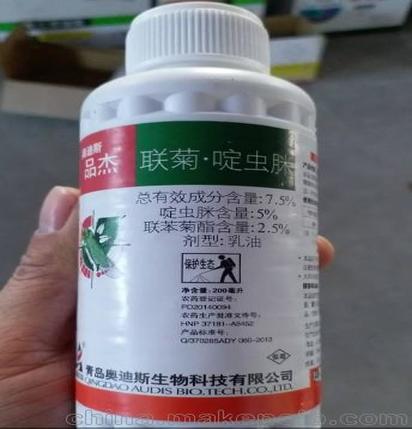 奥迪斯
品杰
联菊·啶虫脒
总有效成分含量:7.5%
啶虫脒含量:5%
联苯菊酯含量:2.5%
剂型:乳油
保护生态
净含量:200毫升
农药登记证号:
PD20140094
农药生产批准文件号:
HNP 37181-A8452
产品标准号:
Q/370285ADY 060-2013
低毒
青岛奥迪斯生物科技有限公司
QINGDAO AUDIS BIO.TECH.CO.,LTD.
china.makepolo.com